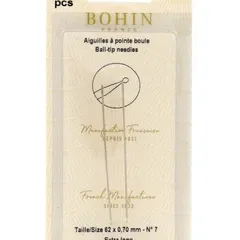 pcs
BOHIN
FRANCE
Aiguilles à pointe boule
Ball-tip needles
Manufacture Française
DEPUIS 1833
French Manufacturer
SINCE 1833
Taille/Size 62 x 0,70 mm - N° 7
Extra long